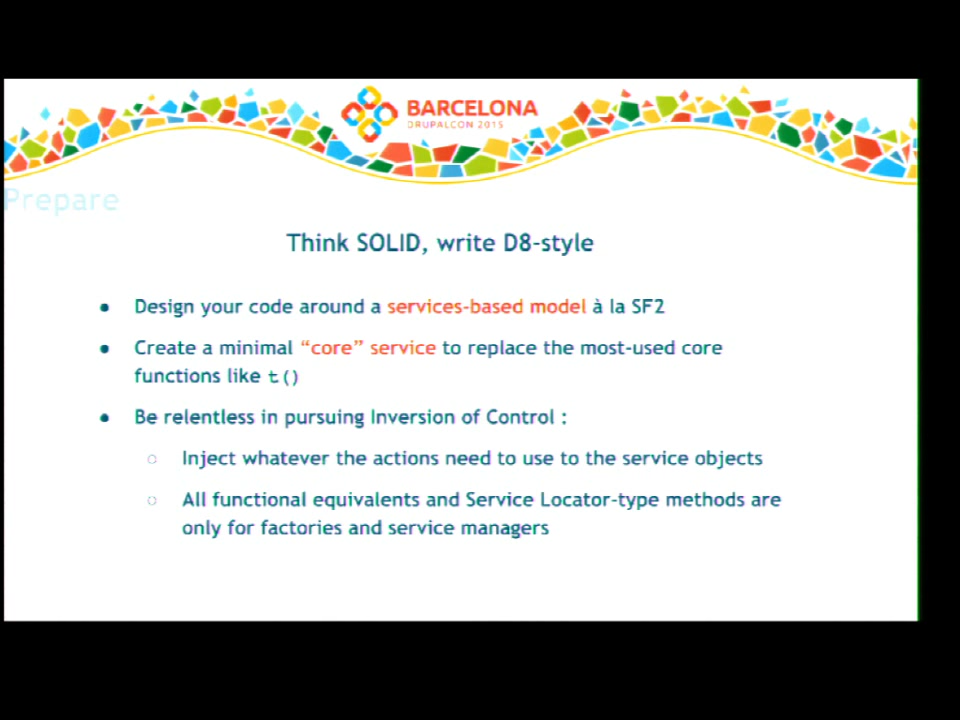 BARCELONA
DRUPALCON 2015
Prepare
Think SOLID, write D8-style
● Design your code around a services-based model à la SF2
● Create a minimal “core” service to replace the most-used core
functions like t()
● Be relentless in pursuing Inversion of Control :
○ Inject whatever the actions need to use to the service objects
○ All functional equivalents and Service Locator-type methods are
only for factories and service managers